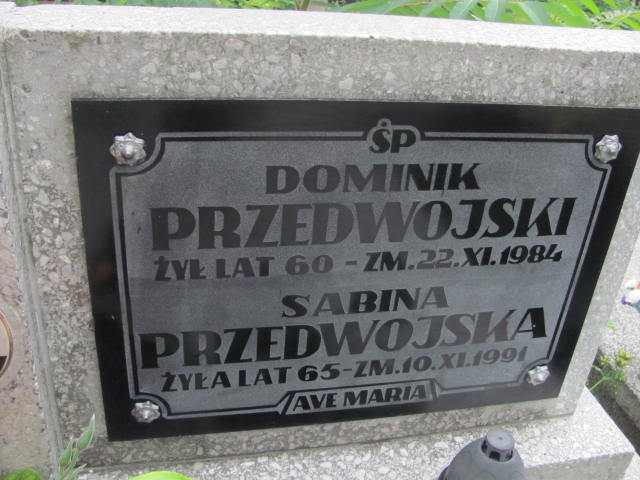 ŚP
DOMINIK
PRZEDWOJSKI
ŻYŁ LAT 60 - ZM. 22. XI. 1984
SABINA
PRZEDWOJSKA
ŻYŁA LAT 65 - ZM. 10. XI. 1991
AVE MARIA